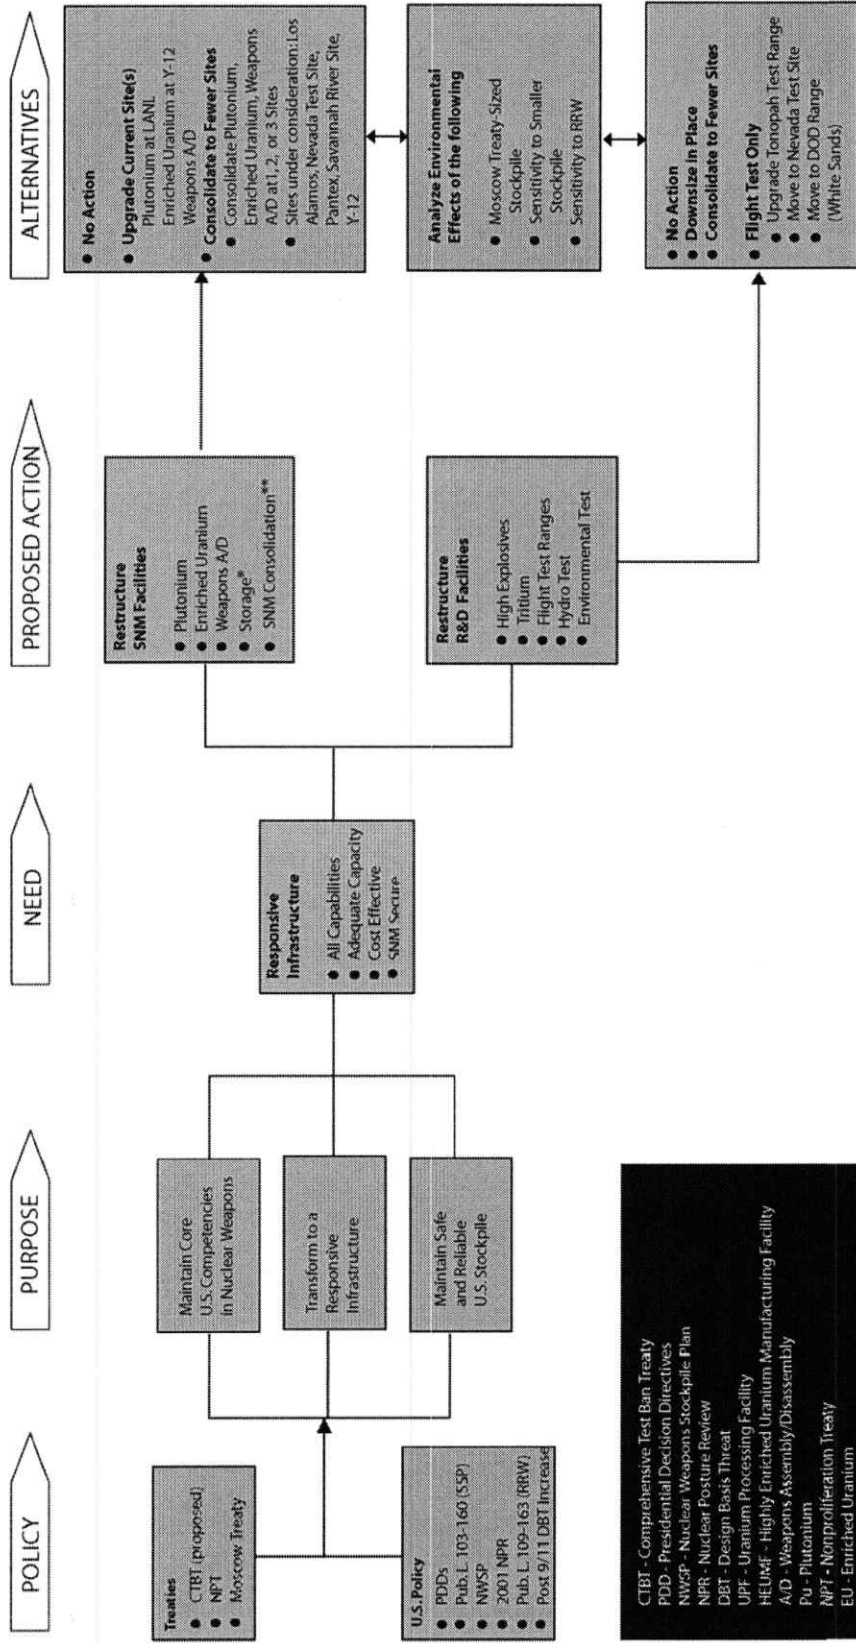 POLICY
PURPOSE
NEED
PROPOSED ACTION
ALTERNATIVES
Treaties
● CTBT (proposed)
● NPT
● Moscow Treaty
U.S. Policy
● PDDs
● Pub. L. 103-160 (SSP)
● NWSP
● 2001 NPR
● Pub. L. 109-163 (RRW)
● Post 9/11 DBT Increase
Maintain Core
U.S. Competencies
in Nuclear Weapons
Transform to a
Responsive
Infrastructure
Maintain Safe
and Reliable
U.S. Stockpile
Responsive
Infrastructure
● All Capabilities
● Adequate Capacity
● Cost Effective
● SNM Secure
Restructure
SNM Facilities
● Plutonium
● Enriched Uranium
● Weapons A/D
● Storage*
● SNM Consolidation**
Restructure
R&D Facilities
● High Explosives
● Tritium
● Flight Test Ranges
● Hydro Test
● Environmental Test
● No Action
● Upgrade Current Site(s)
Plutonium at LANL
Enriched Uranium at Y-12
Weapons A/D
● Consolidate to Fewer Sites
● Consolidate Plutonium,
Enriched Uranium, Weapons
A/D at 1, 2, or 3 Sites
● Sites under consideration: Los
Alamos, Nevada Test Site,
Pantex, Savannah River Site,
Y-12
Analyze Environmental
Effects of the following
● Moscow Treaty-Sized
Stockpile
● Sensitivity to Smaller
Stockpile
● Sensitivity to RRW
● No Action
● Downsize in Place
● Consolidate to Fewer Sites
● Flight Test Only
● Upgrade Tonopah Test Range
● Move to Nevada Test Site
● Move to DOD Range
(White Sands)
CTBT - Comprehensive Test Ban Treaty
PDD - Presidential Decision Directives
NWSP - Nuclear Weapons Stockpile Plan
NPR - Nuclear Posture Review
DBT - Design Basis Threat
UPF - Uranium Processing Facility
HEUMF - Highly Enriched Uranium Manufacturing Facility
A/D - Weapons Assembly/Disassembly
Pu - Plutonium
NPT - Nonproliferation Treaty
EU - Enriched Uranium